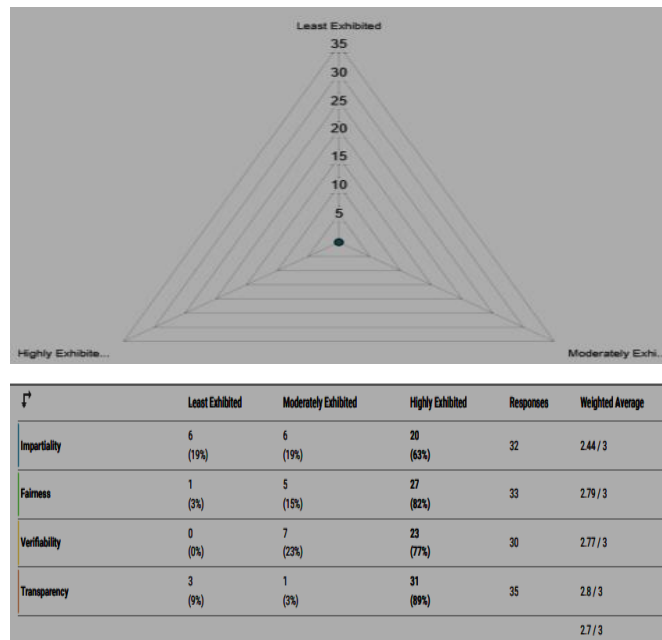 Least Exhibited
35
30
25
20
15
10
5
Highly Exhibite... Moderately Exhi...
Least Exhibited Moderately Exhibited Highly Exhibited Responses Weighted Average
Impartiality 6 6 20 32 2.44 / 3
(19%) (19%) (63%)
Fairness 1 5 27 33 2.79 / 3
(3%) (15%) (82%)
Verifiability 0 7 23 30 2.77 / 3
(0%) (23%) (77%)
Transparency 3 1 31 35 2.8 / 3
(9%) (3%) (89%)
2.7 / 3